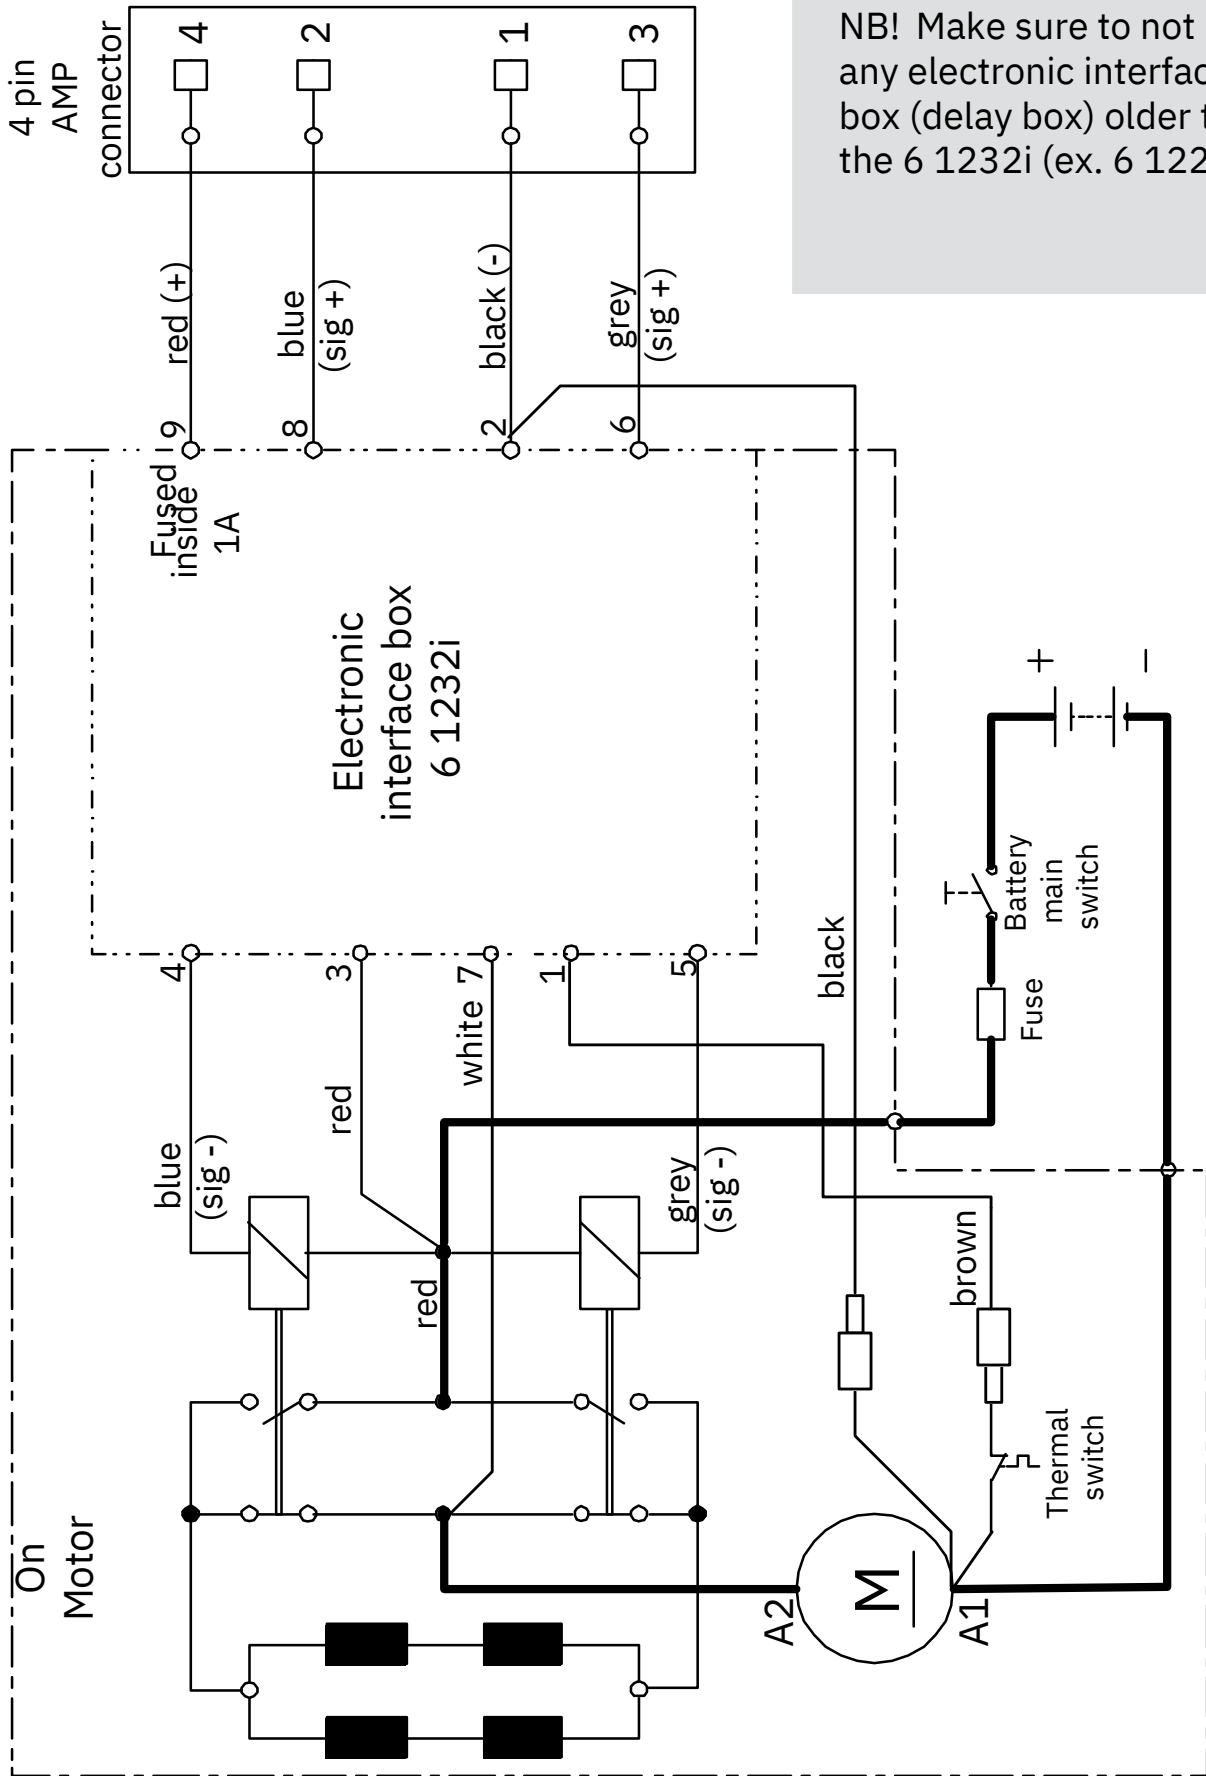 4 pin
AMP
connector
4
2
1
3
NB! Make sure to not
any electronic interfac
box (delay box) older t
the 6 1232i (ex. 6 122
red (+)
blue
(sig +)
black (-)
grey
(sig +)
9
8
2
6
Fused
inside
1A
Electronic
interface box
6 1232i
+
−
Battery
main
switch
Fuse
black
4
3
7
1
5
blue
(sig -)
red
white
grey
(sig -)
red
brown
Thermal
switch
On
Motor
A2
M
A1